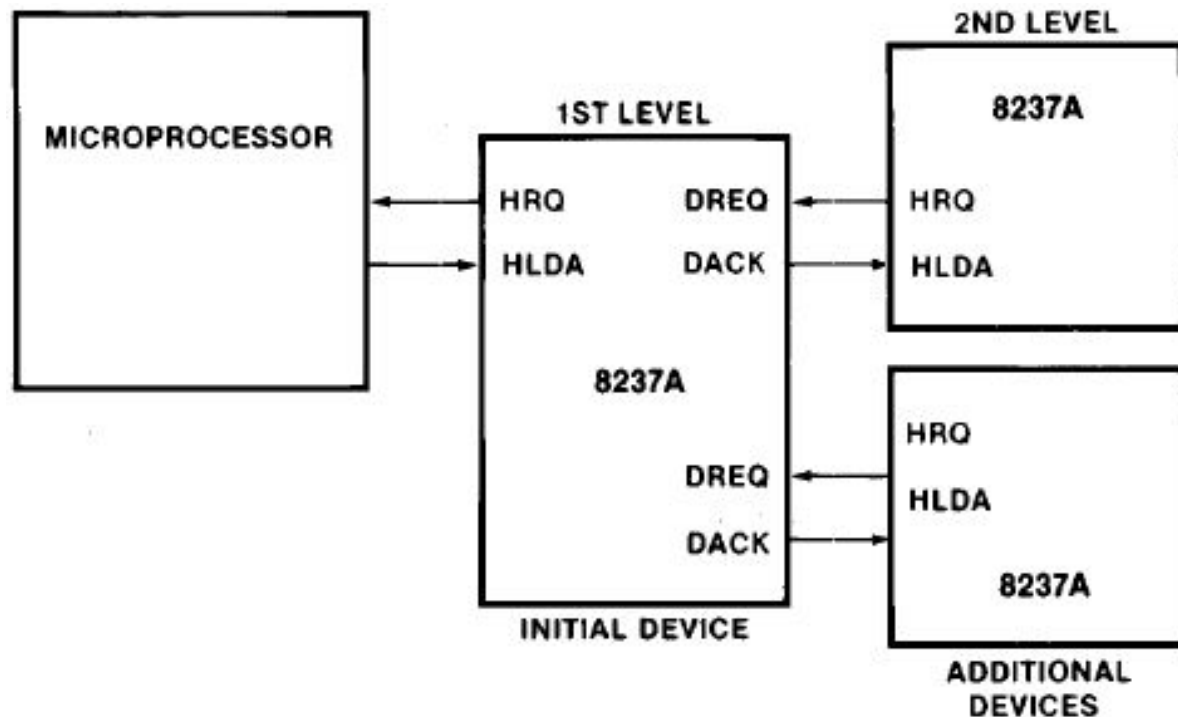 MICROPROCESSOR
1ST LEVEL
HRQ
HLDA
DREQ
DACK
8237A
DREQ
DACK
INITIAL DEVICE
2ND LEVEL
8237A
HRQ
HLDA
HRQ
HLDA
8237A
ADDITIONAL
DEVICES